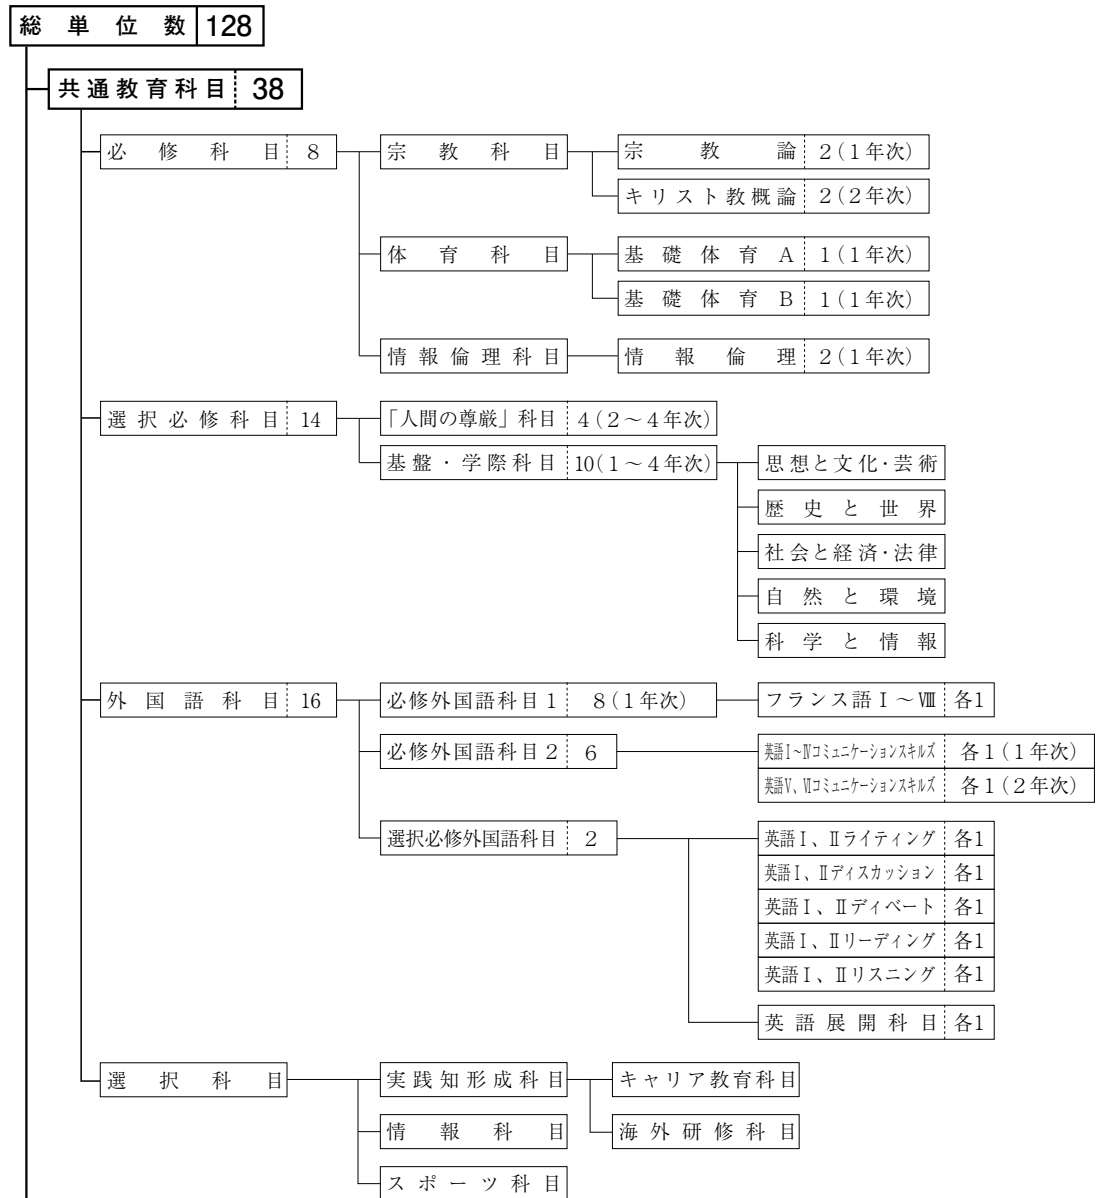 総単位数 128
共通教育科目 38
必修科目 8 宗教科目 宗教論 2(1年次)
キリスト教概論 2(2年次)
体育科目 基礎体育A 1(1年次)
基礎体育B 1(1年次)
情報倫理科目 情報倫理 2(1年次)
選択必修科目 14 「人間の尊厳」科目 4(2～4年次)
基盤・学際科目 10(1～4年次) 思想と文化・芸術
歴史と世界
社会と経済・法律
自然と環境
科学と情報
外国語科目 16 必修外国語科目1 8(1年次) フランス語Ⅰ～Ⅷ 各1
必修外国語科目2 6 英語Ⅰ~Ⅳコミュニケーションスキルズ 各1(1年次)
英語Ⅴ、Ⅵコミュニケーションスキルズ 各1(2年次)
選択必修外国語科目 2 英語Ⅰ、Ⅱライティング 各1
英語Ⅰ、Ⅱディスカッション 各1
英語Ⅰ、Ⅱディベート 各1
英語Ⅰ、Ⅱリーディング 各1
英語Ⅰ、Ⅱリスニング 各1
英語展開科目 各1
選択科目 実践知形成科目 キャリア教育科目
情報科目 海外研修科目
スポーツ科目